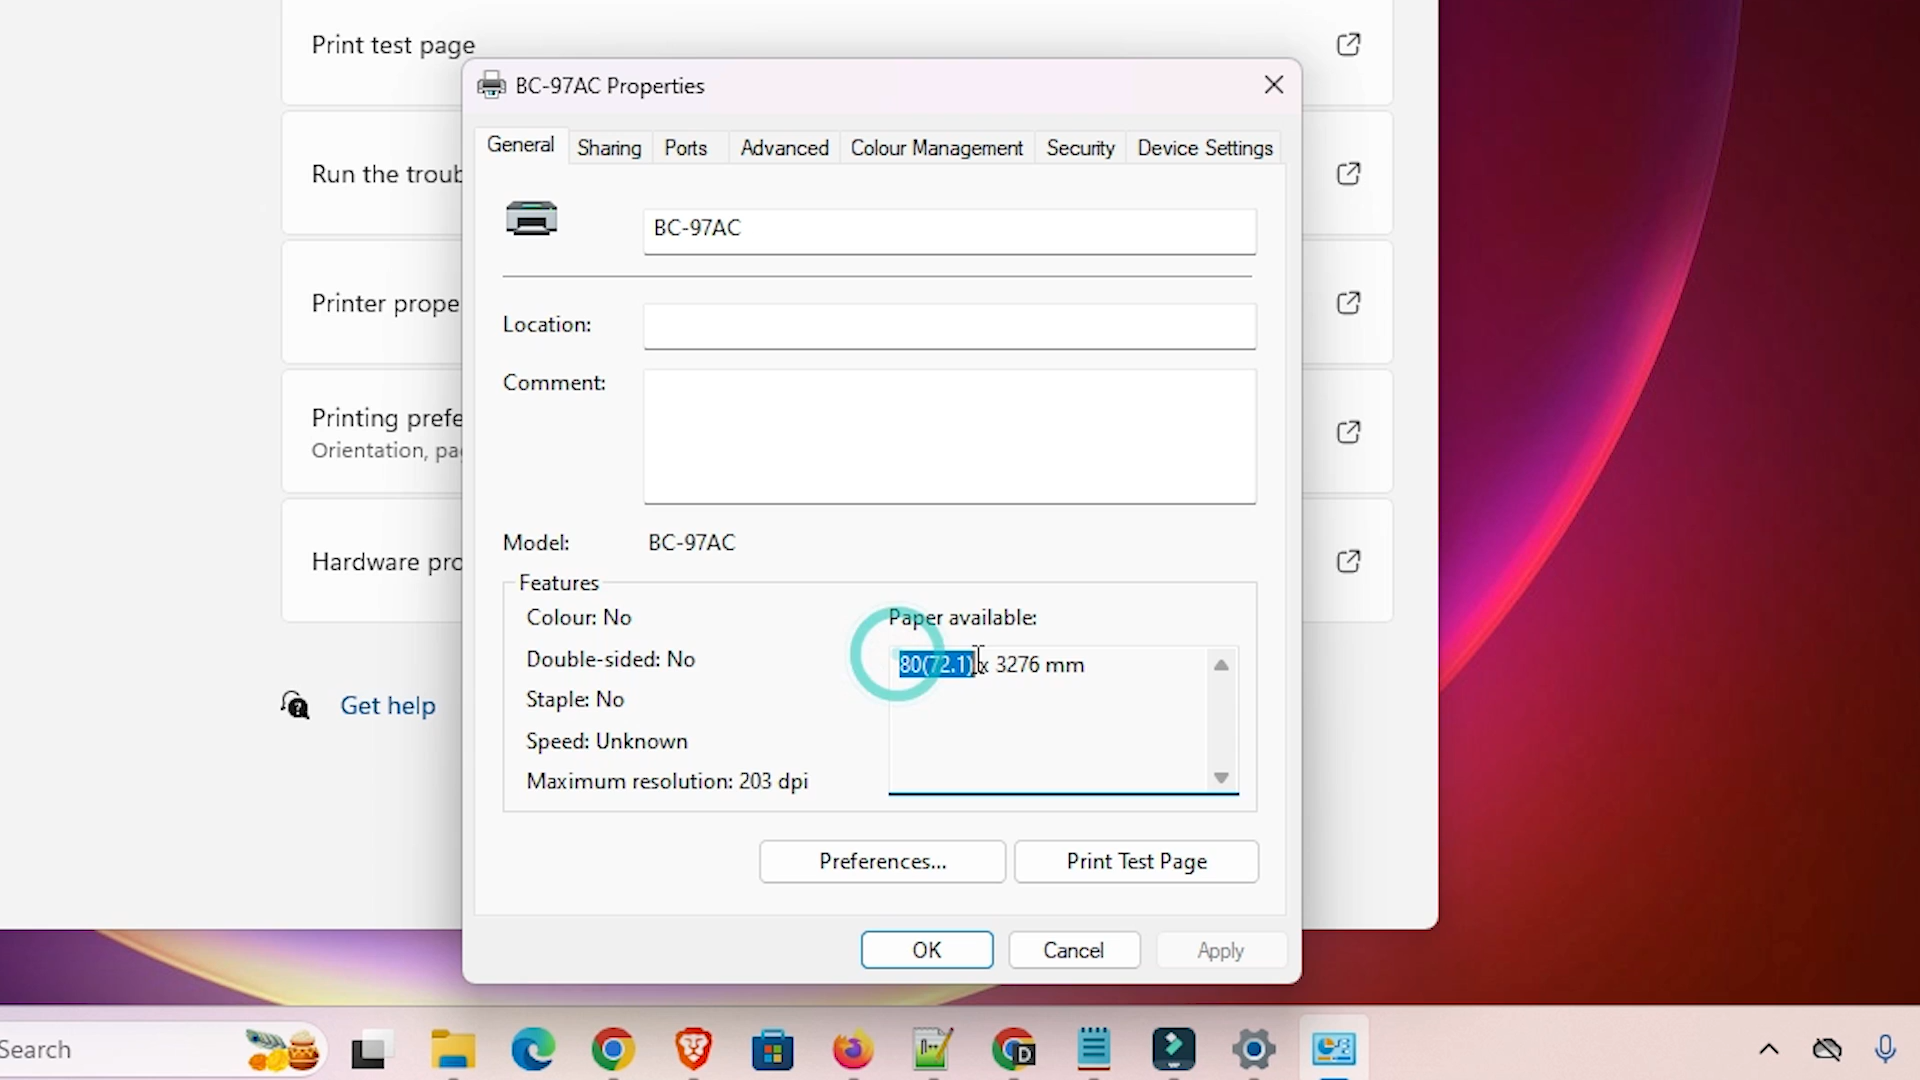 Print test page
BC-97AC Properties
General Sharing Ports Advanced Colour Management Security Device Settings
Run the troub
BC-97AC
Printer prope
Location:
Comment:
Printing prefe
Orientation, pa
Model: BC-97AC
Hardware pro
Features
Colour: No
Paper available:
Double-sided: No
80(72.1) x 3276 mm
Staple: No
Get help
Speed: Unknown
Maximum resolution: 203 dpi
Preferences... Print Test Page
OK Cancel Apply
Search